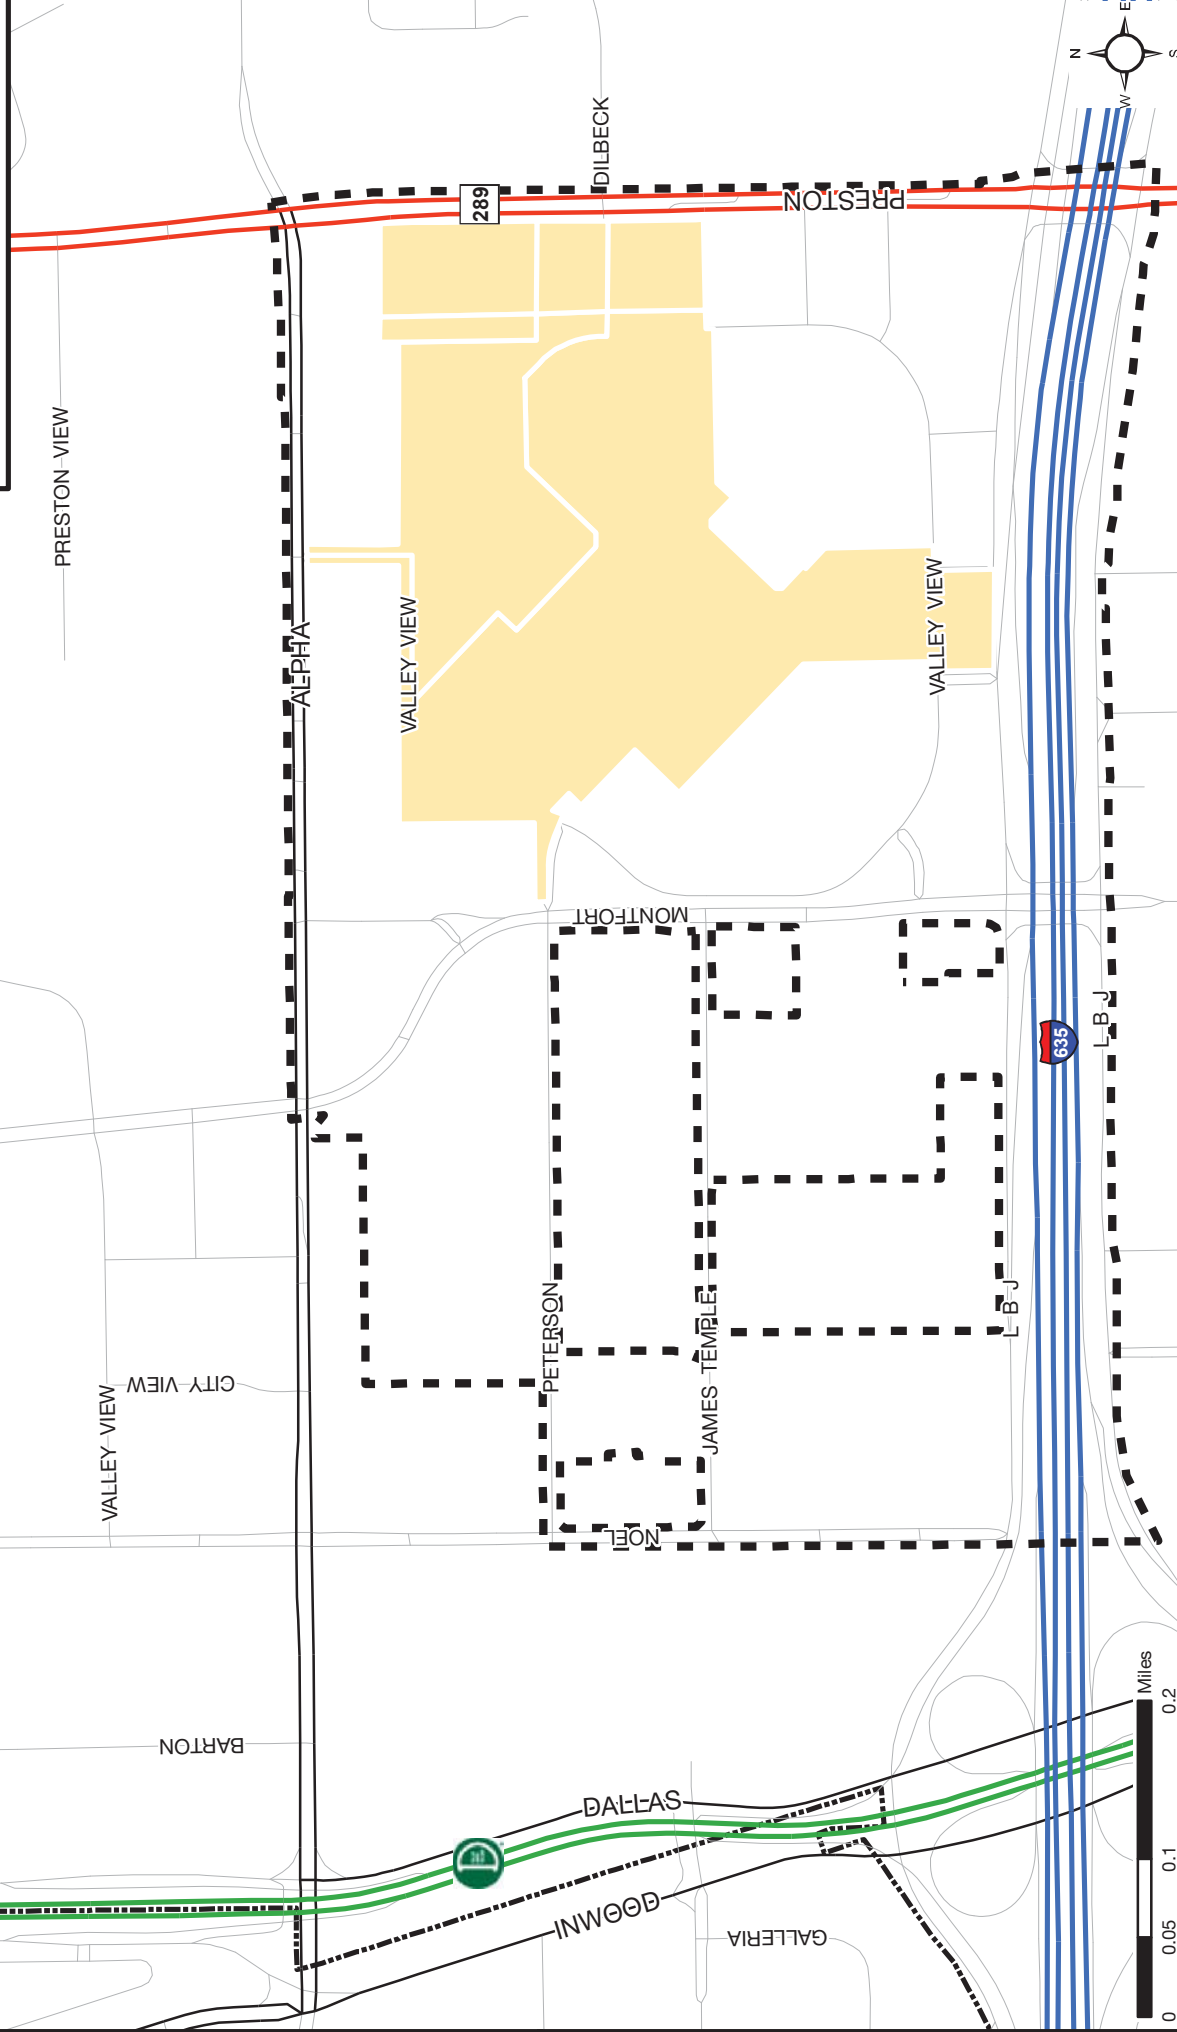 E
N
S
W
DILBECK
289
PRESTON
PRESTON VIEW
ALPHA
VALLEY VIEW
VALLEY VIEW
MONTFORT
L B J
635
PETERSON
JAMES TEMPLE
L B J
CITY VIEW
VALLEY VIEW
NOEL
BARTON
DALLAS
INWOOD
GALLERIA
Miles
0 0.05 0.1 0.2